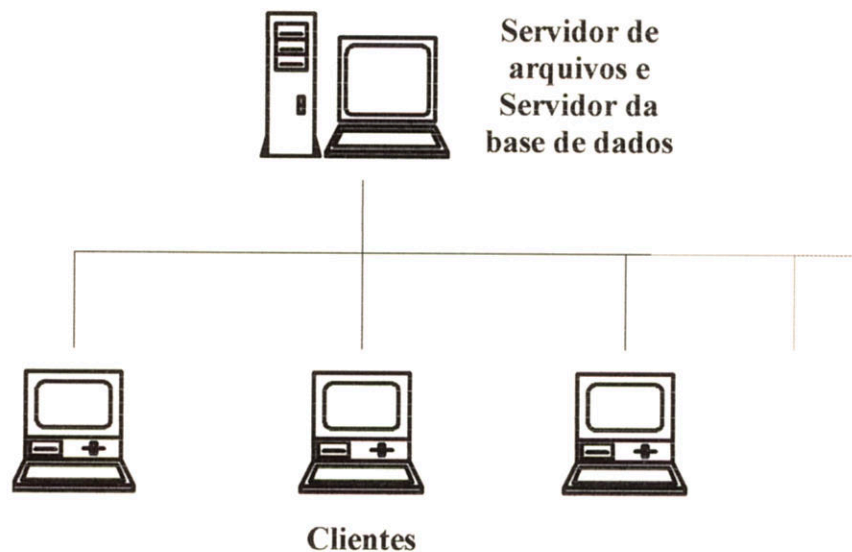 Servidor de
arquivos e
Servidor da
base de dados
Clientes